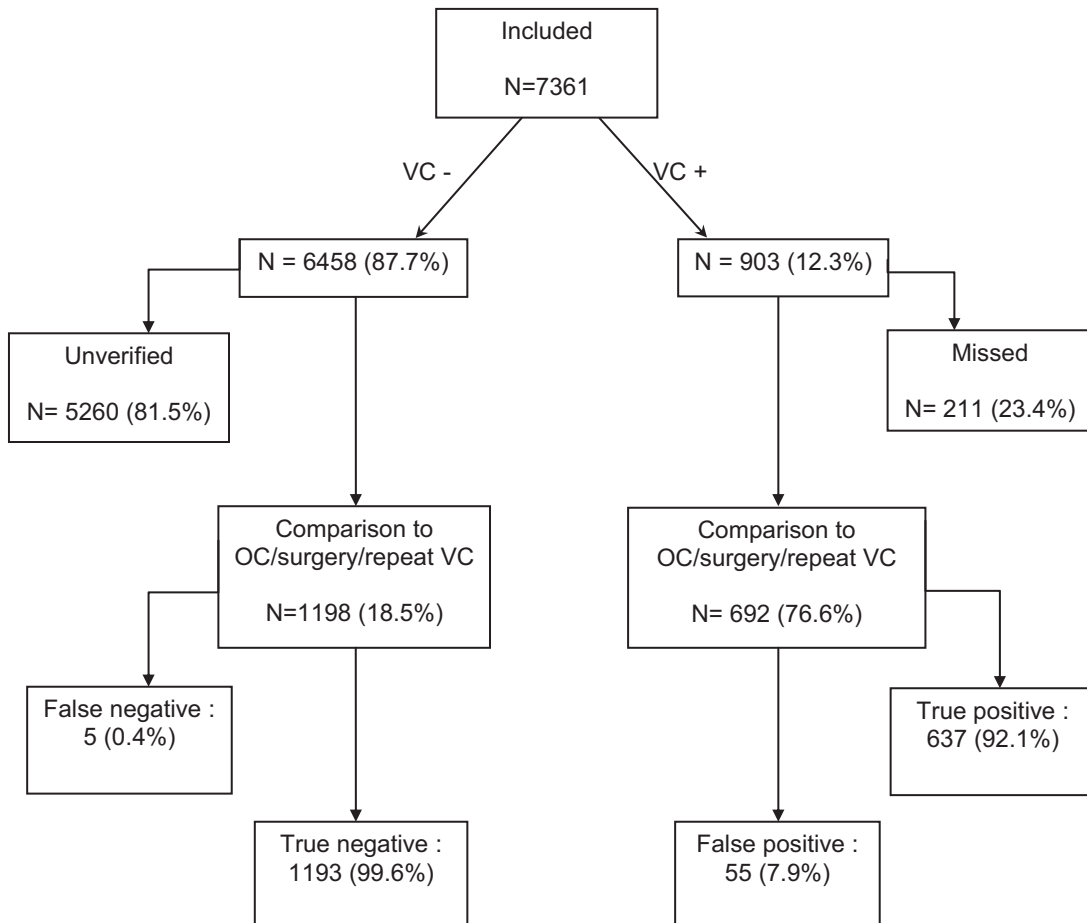 Included
N=7361
VC -
VC +
N = 6458 (87.7%)
N = 903 (12.3%)
Unverified
N= 5260 (81.5%)
Missed
N= 211 (23.4%)
Comparison to
OC/surgery/repeat VC
N=1198 (18.5%)
Comparison to
OC/surgery/repeat VC
N= 692 (76.6%)
False negative :
5 (0.4%)
True positive :
637 (92.1%)
True negative :
1193 (99.6%)
False positive :
55 (7.9%)